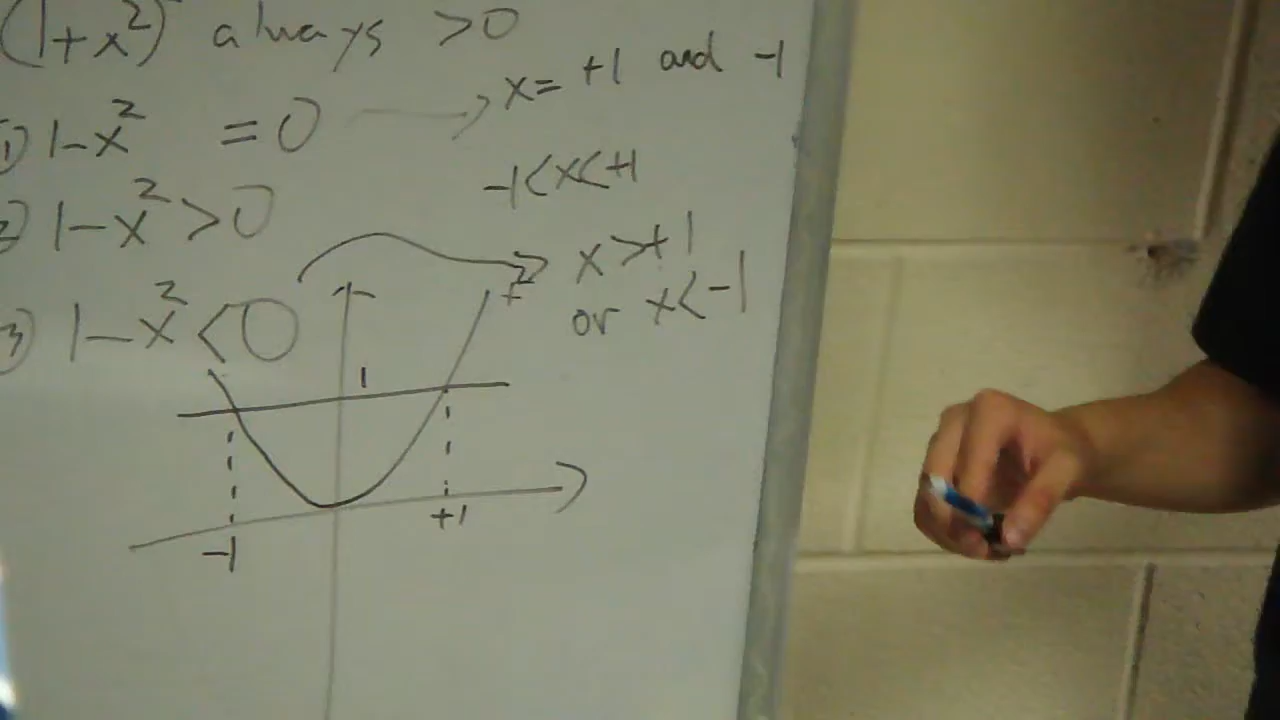 (1+x²) always >0
1) 1-x² =0 → x= +1 and -1
2) 1-x²>0 -1<x<+1
3) 1-x²<0 → x>+1
or x<-1
1
-1 +1